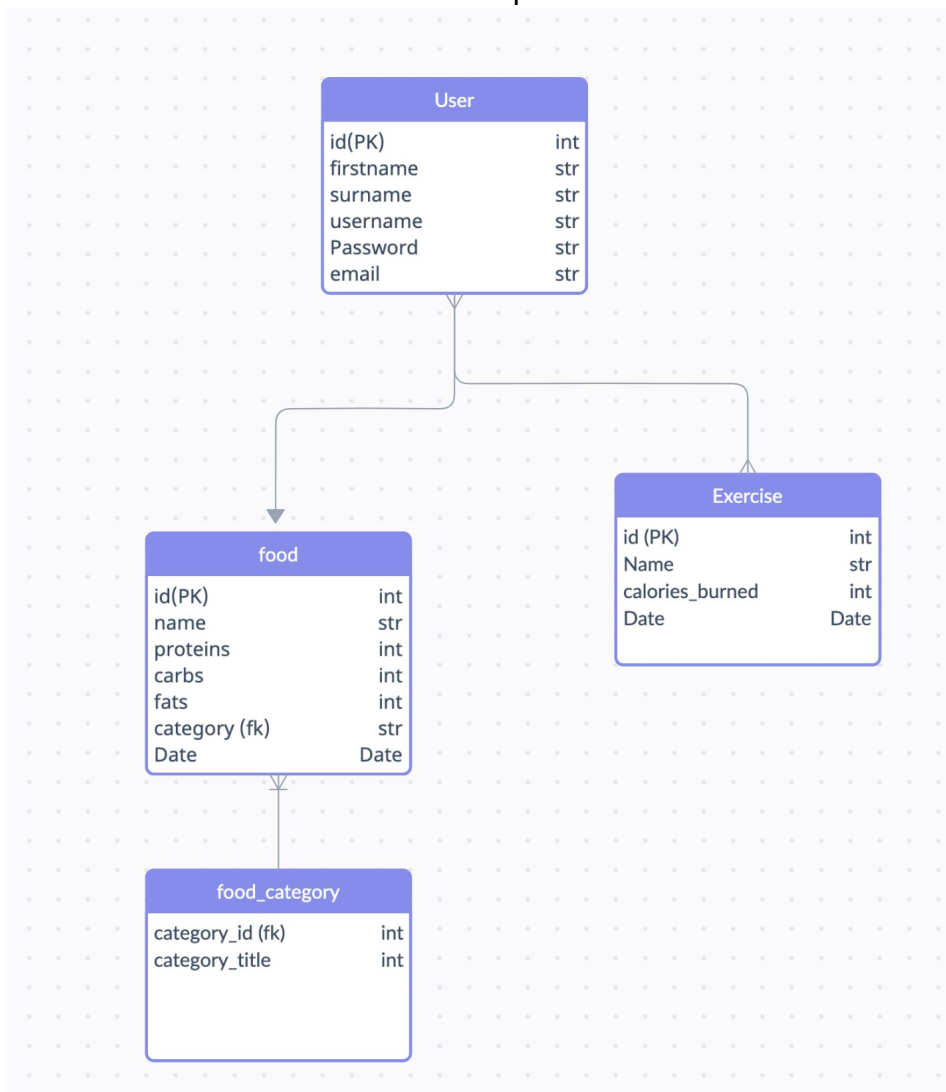 User
id(PK) int
firstname str
surname str
username str
Password str
email str
food
id(PK) int
name str
proteins int
carbs int
fats int
category (fk) str
Date Date
Exercise
id (PK) int
Name str
calories_burned int
Date Date
food_category
category_id (fk) int
category_title int